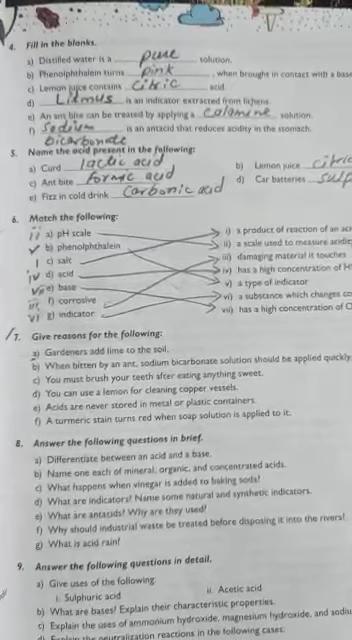 4. Fill in the blanks.
a) Distilled water is a pure solution.
b) Phenolphthalein turns pink, when brought in contact with a base
c) Lemon juice contains citric acid.
d) Litmus is an indicator extracted from lichens.
e) An ant bite can be treated by applying a Calamine solution.
f) Sodium is an antacid that reduces acidity in the stomach.
bicarbonate
5. Name the acid present in the following:
a) Curd lactic acid b) Lemon juice citric
c) Ant bite formic acid d) Car batteries
e) Fizz in cold drink Carbonic acid
6. Match the following:
ii a) pH scale i) a product of reaction of an
v b) phenolphthalein ii) a scale used to measure
i c) salt iii) damaging material it touches
iv d) acid iv) has a high concentration of
vii e) base v) a type of indicator
iii f) corrosive vi) a substance which changes
vi g) indicator vii) has a high concentration of
7. Give reasons for the following:
a) Gardeners add lime to the soil.
b) When bitten by an ant, sodium bicarbonate solution should be applied quickly
c) You must brush your teeth after eating anything sweet.
d) You can use a lemon for cleaning copper vessels.
e) Acids are never stored in metal or plastic containers.
f) A turmeric stain turns red when soap solution is applied to it.
8. Answer the following questions in brief.
a) Differentiate between an acid and a base.
b) Name one each of mineral, organic, and concentrated acids.
c) What happens when vinegar is added to baking soda?
d) What are indicators? Name some natural and synthetic indicators.
e) What are antacids? Why are they used?
f) Why should industrial waste be treated before disposing it into the rivers?
g) What is acid rain?
9. Answer the following questions in detail.
a) Give uses of the following:
i. Sulphuric acid ii. Acetic acid
b) What are bases? Explain their characteristic properties.
c) Explain the uses of ammonium hydroxide, magnesium hydroxide, and
d) Explain the neutralization reactions in the following cases: